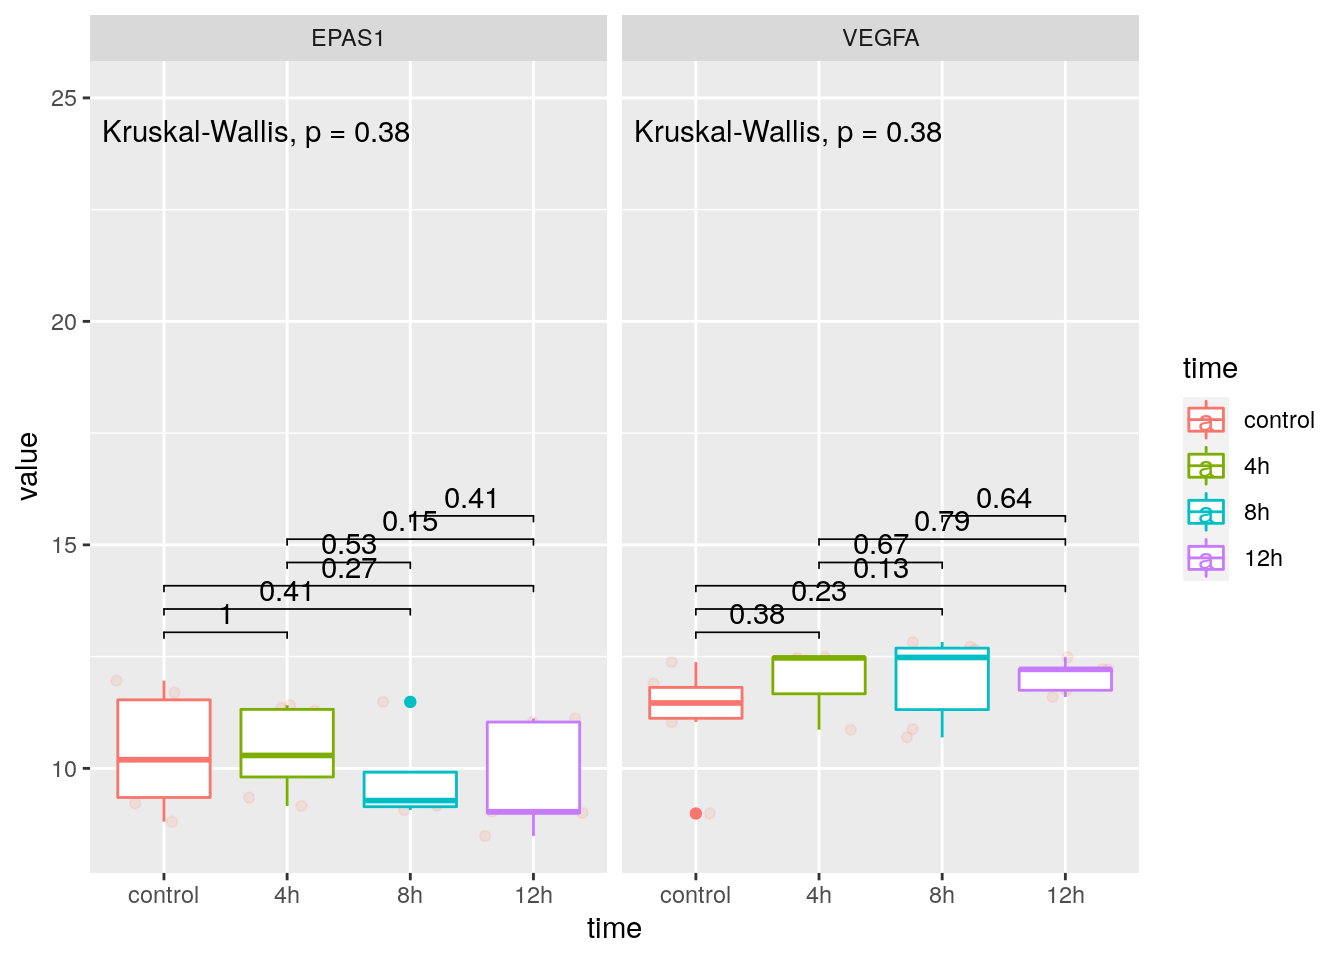 EPAS1
VEGFA
25
20
15
10
value
Kruskal-Wallis, p = 0.38
0.41
0.15
0.53
0.27
0.41
1
Kruskal-Wallis, p = 0.38
0.64
0.79
0.67
0.13
0.23
0.38
control 4h 8h 12h
control 4h 8h 12h
time
time
a control
a 4h
a 8h
a 12h